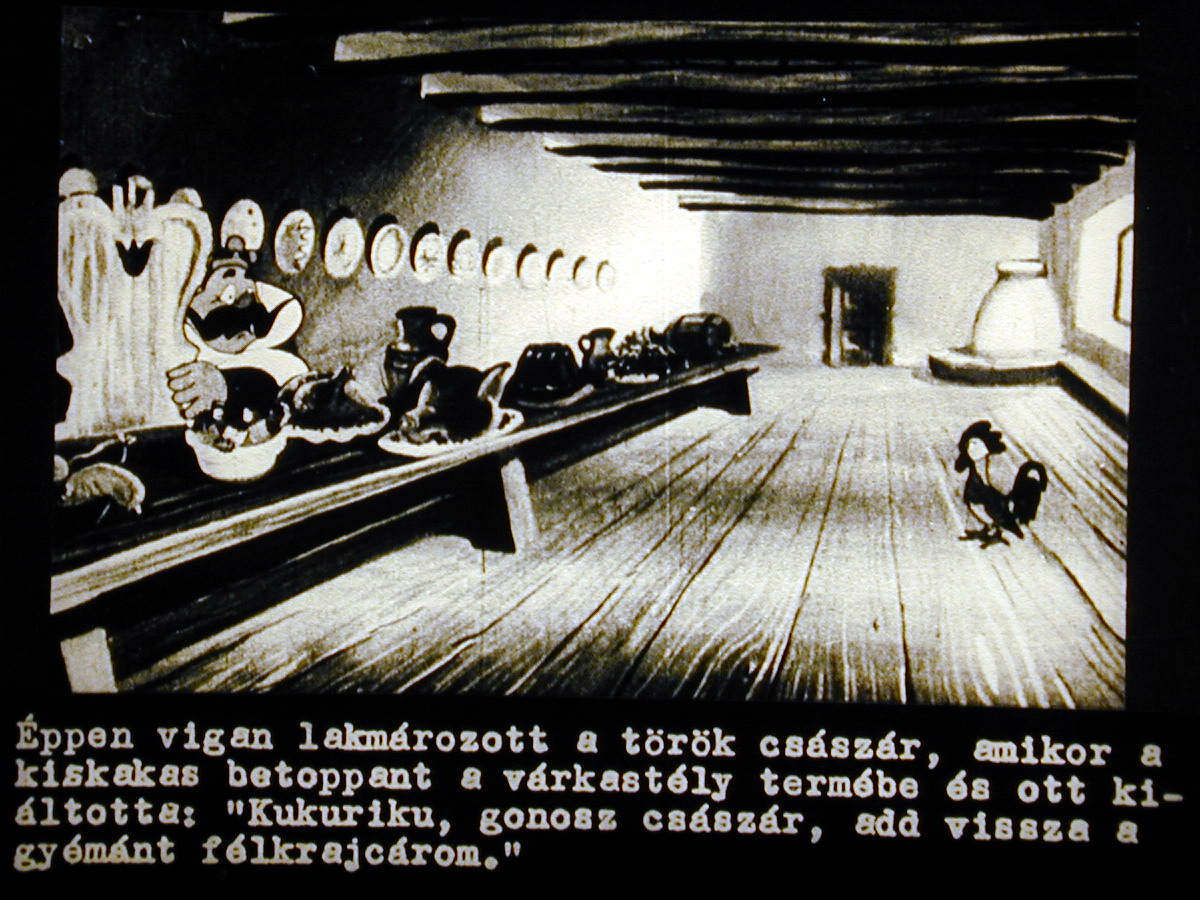 Éppen vigan lakmározott a török császár, amikor a
kiskakas betoppant a várkastély termébe és ott ki-
áltotta: "Kukuriku, gonosz császár, add vissza a
gyémánt félkrajcárom."